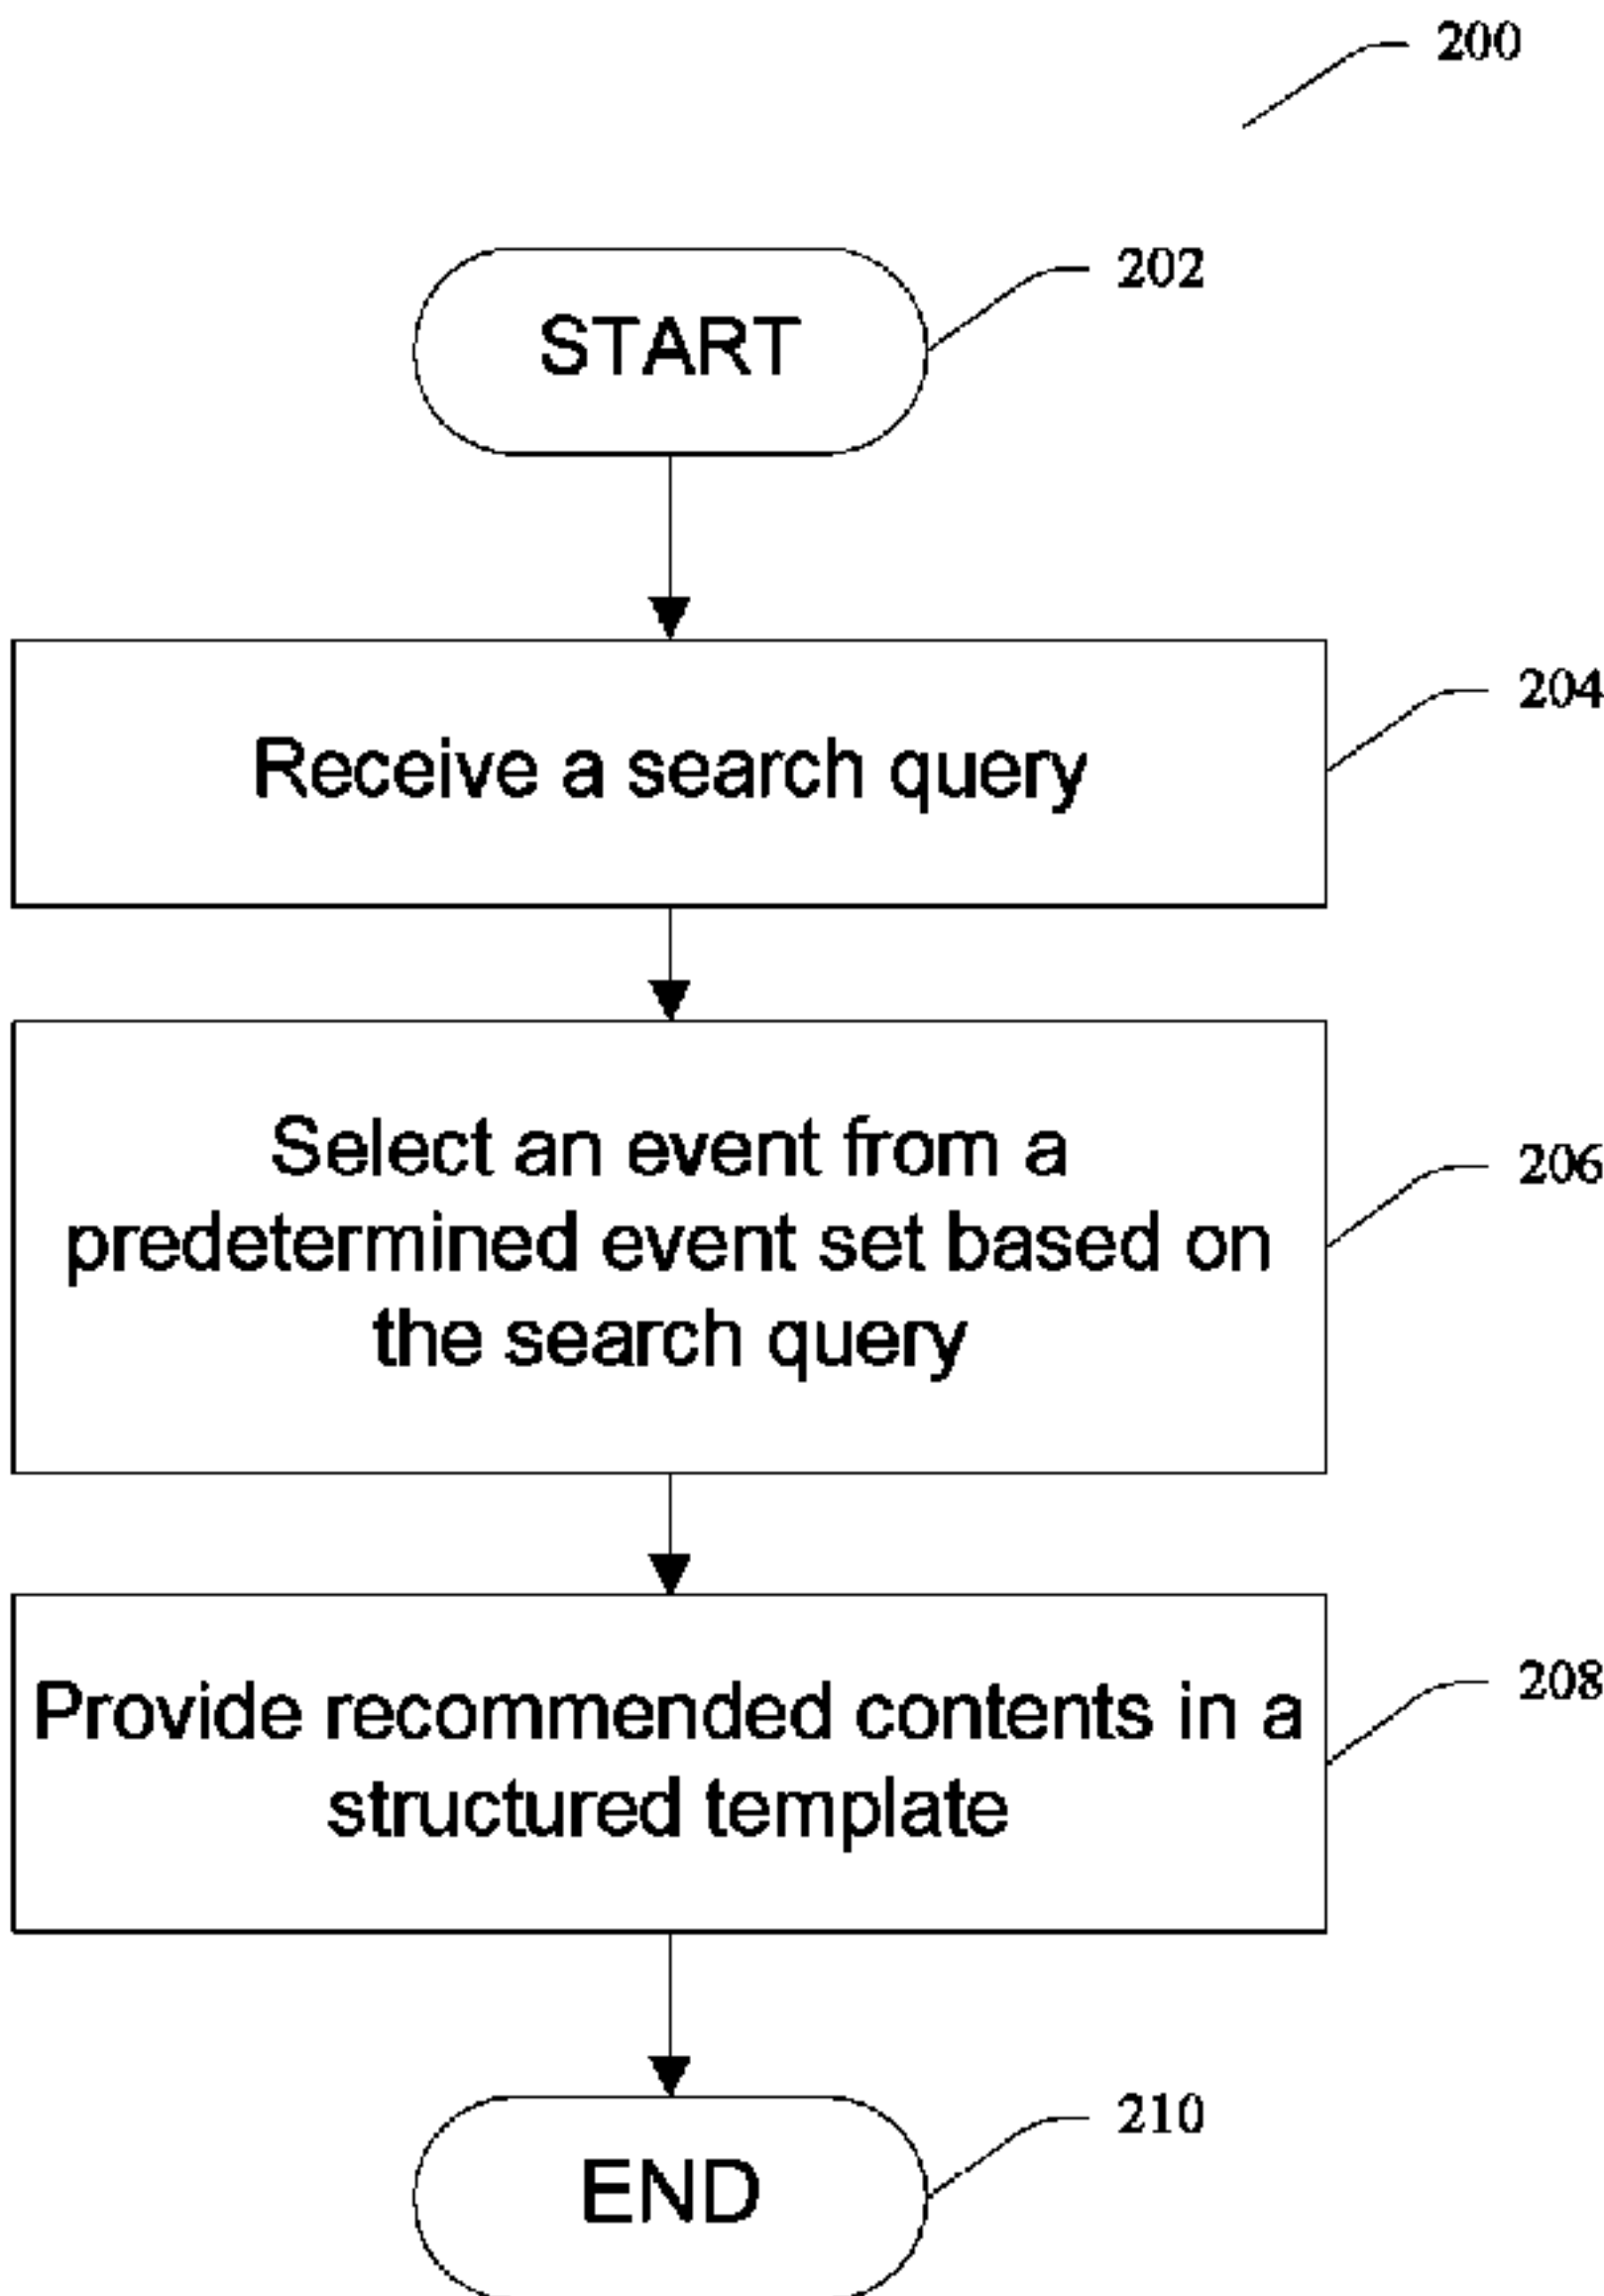 200
START
202
Receive a search query
204
Select an event from a
predetermined event set based on
the search query
206
Provide recommended contents in a
structured template
208
END
210